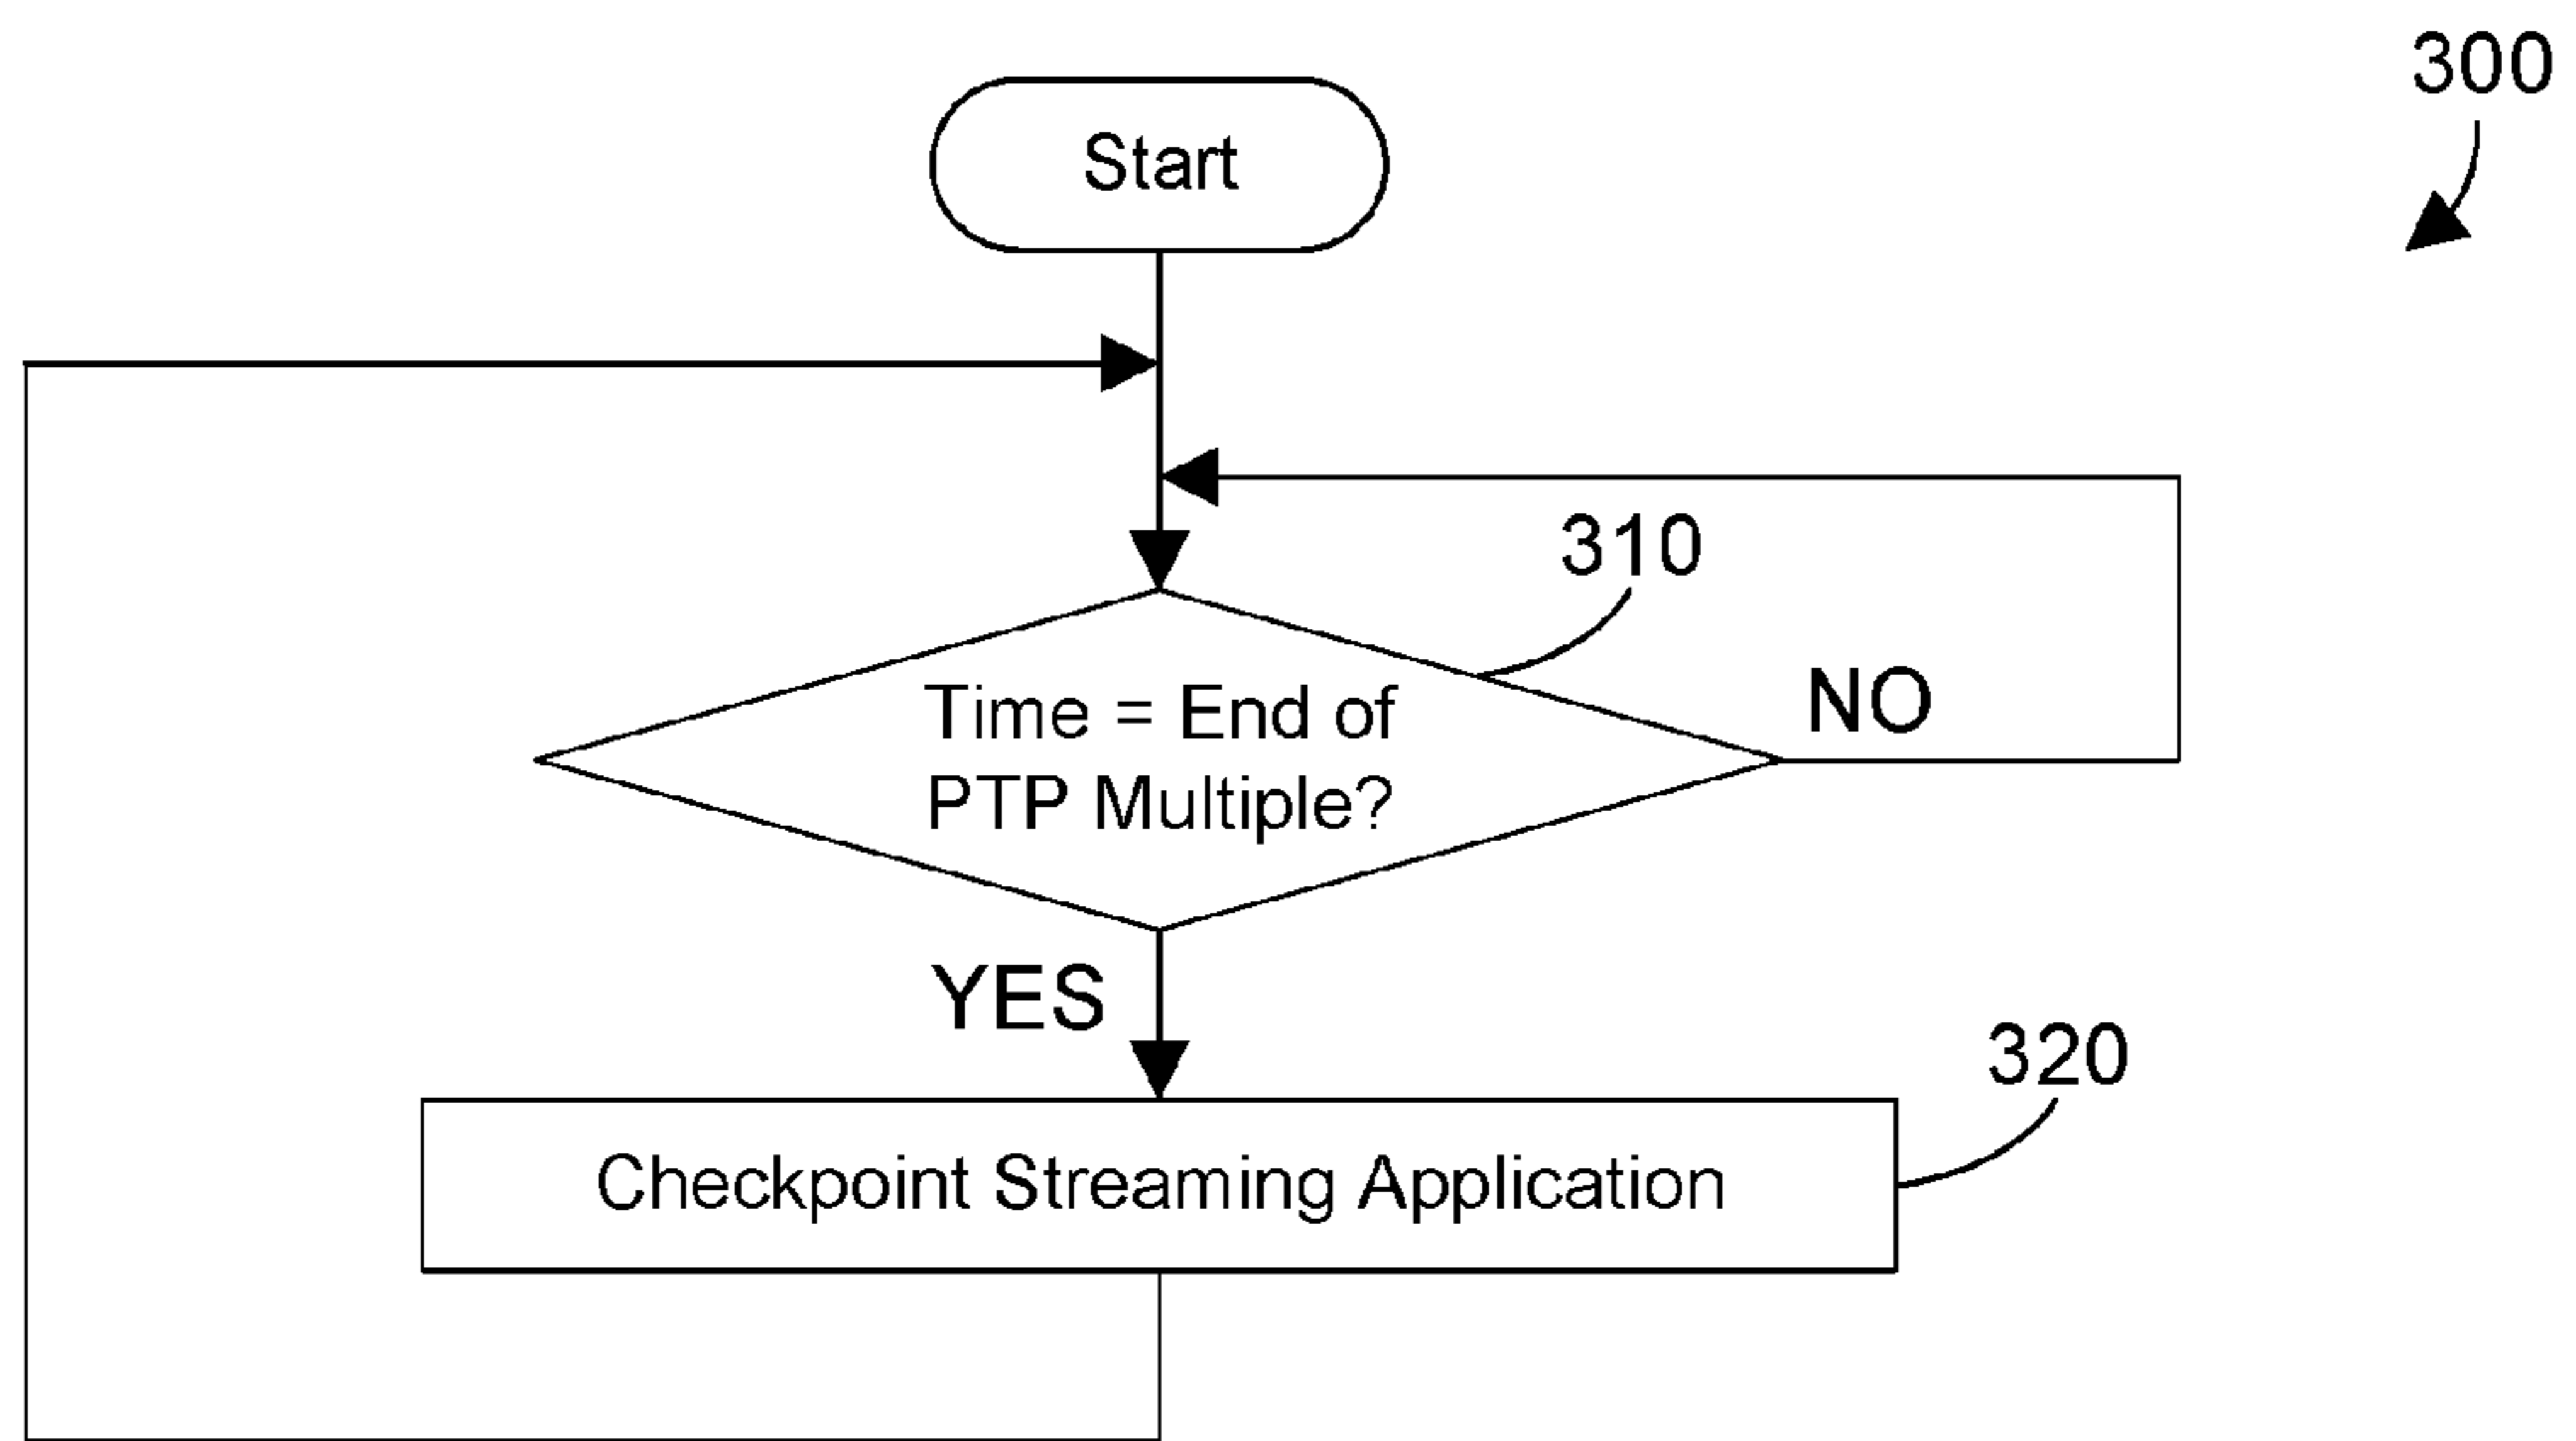 300
Start
310
NO
Time = End of
PTP Multiple?
YES
320
Checkpoint Streaming Application